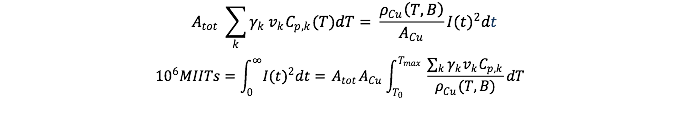 A_{tot} \sum_{k} \gamma_k v_k C_{p,k}(T)dT = \frac{\rho_{Cu}(T,B)}{A_{Cu}} I(t)^2 dt
10^6 MIITs = \int_0^{\infty} I(t)^2 dt = A_{tot} A_{Cu} \int_{T_0}^{T_{max}} \frac{\sum_k \gamma_k v_k C_{p,k}}{\rho_{Cu}(T,B)} dT